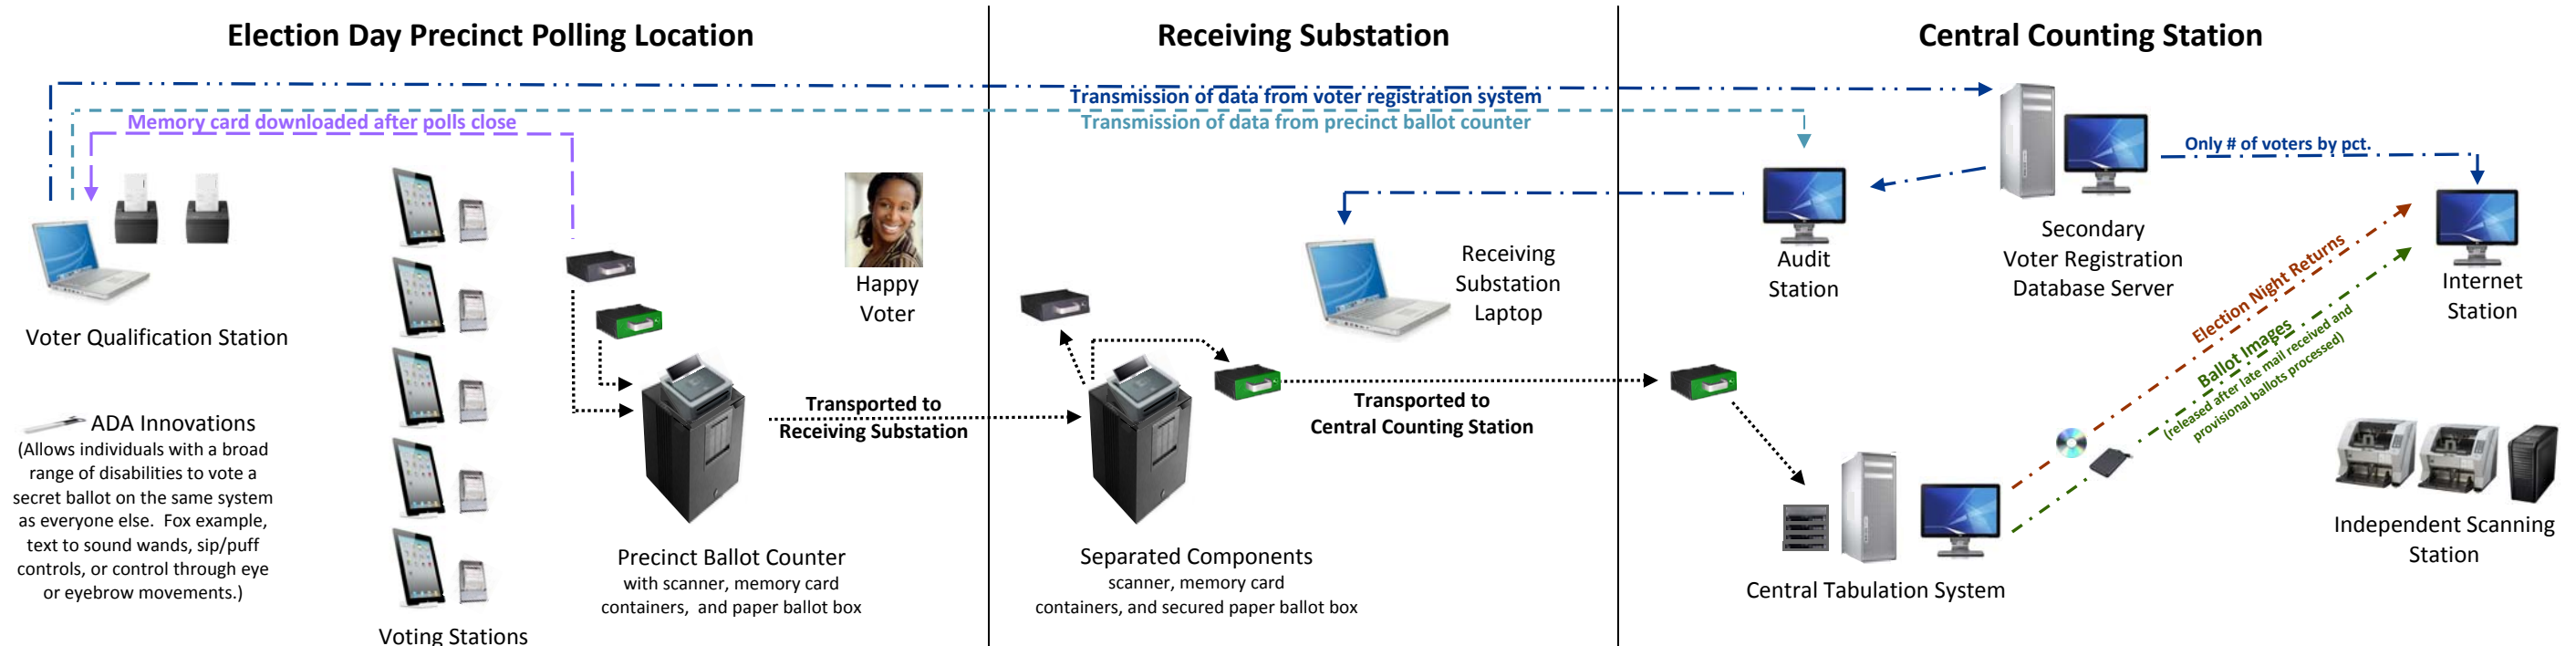 Election Day Precinct Polling Location
Memory card downloaded after polls close
Voter Qualification Station
ADA Innovations
(Allows individuals with a broad
range of disabilities to vote a
secret ballot on the same system
as everyone else.  Fox example,
text to sound wands, sip/puff
controls, or control through eye
or eyebrow movements.)
Voting Stations
Happy
Voter
Precinct Ballot Counter
with scanner, memory card
containers,  and paper ballot box
Transported to
Receiving Substation
Receiving Substation
Transmission of data from voter registration system
Transmission of data from precinct ballot counter
Receiving
Substation
Laptop
Separated Components
scanner, memory card
containers, and secured paper ballot box
Transported to
Central Counting Station
Central Counting Station
Only # of voters by pct.
Audit
Station
Secondary
Voter Registration
Database Server
Internet
Station
Election Night Returns
Ballot Images
(released after late mail received and
provisional ballots processed)
Central Tabulation System
Independent Scanning
Station